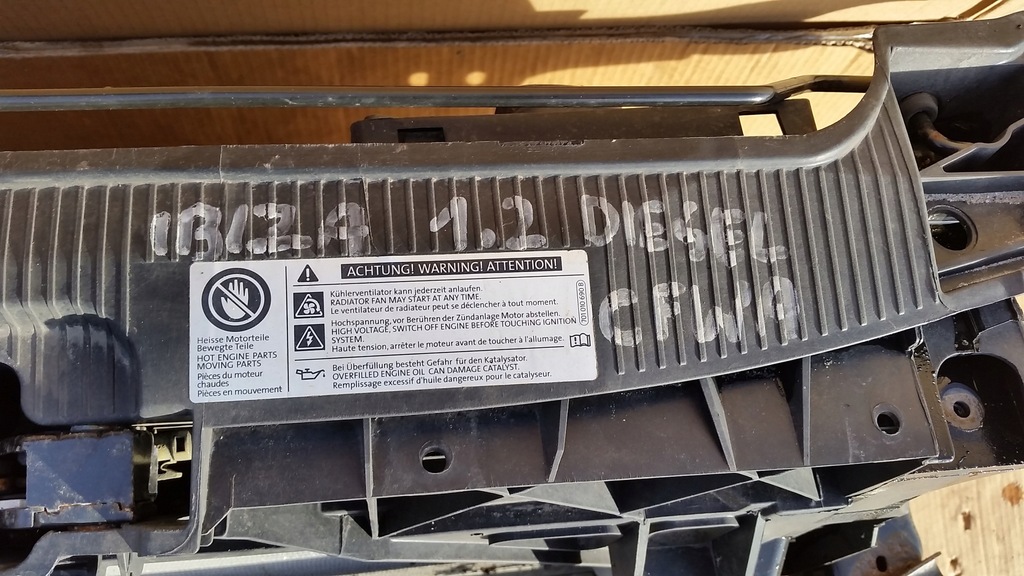 IBIZA 1.2 DIESEL
CFWA
ACHTUNG! WARNING! ATTENTION!
Kühlerventilator kann jederzeit anlaufen.
RADIATOR FAN MAY START AT ANY TIME.
Le ventilateur de radiateur peut se déclencher à tout moment.
Hochspannung, vor Berühren der Zündanlage Motor abstellen.
HIGH VOLTAGE, SWITCH OFF ENGINE BEFORE TOUCHING IGNITION
SYSTEM.
Haute tension, arrêter le moteur avant de toucher à l'allumage.
Bei Überfüllung besteht Gefahr für den Katalysator.
OVERFILLED ENGINE OIL CAN DAMAGE CATALYST.
Remplissage excessif d'huile dangereux pour le catalyseur.
Heisse Motorteile
Bewegte Teile
HOT ENGINE PARTS
MOVING PARTS
Pièces du moteur
chaudes
Pièces en mouvement